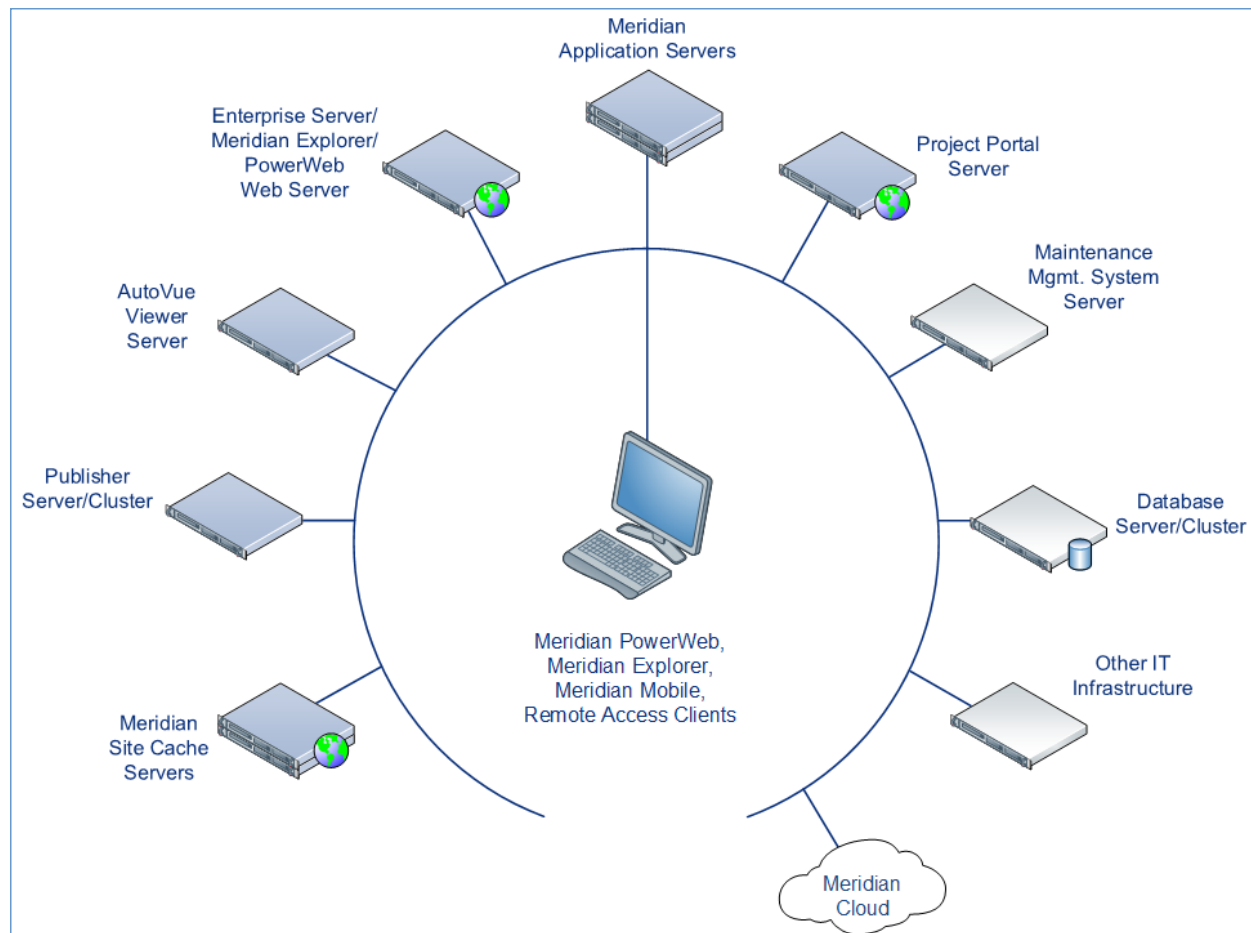 Meridian
Application Servers
Enterprise Server/
Meridian Explorer/
PowerWeb
Web Server
Project Portal
Server
Maintenance
Mgmt. System
Server
AutoVue
Viewer
Server
Publisher
Server/Cluster
Database
Server/Cluster
Meridian PowerWeb,
Meridian Explorer,
Meridian Mobile,
Remote Access Clients
Other IT
Infrastructure
Meridian
Site Cache
Servers
Meridian
Cloud